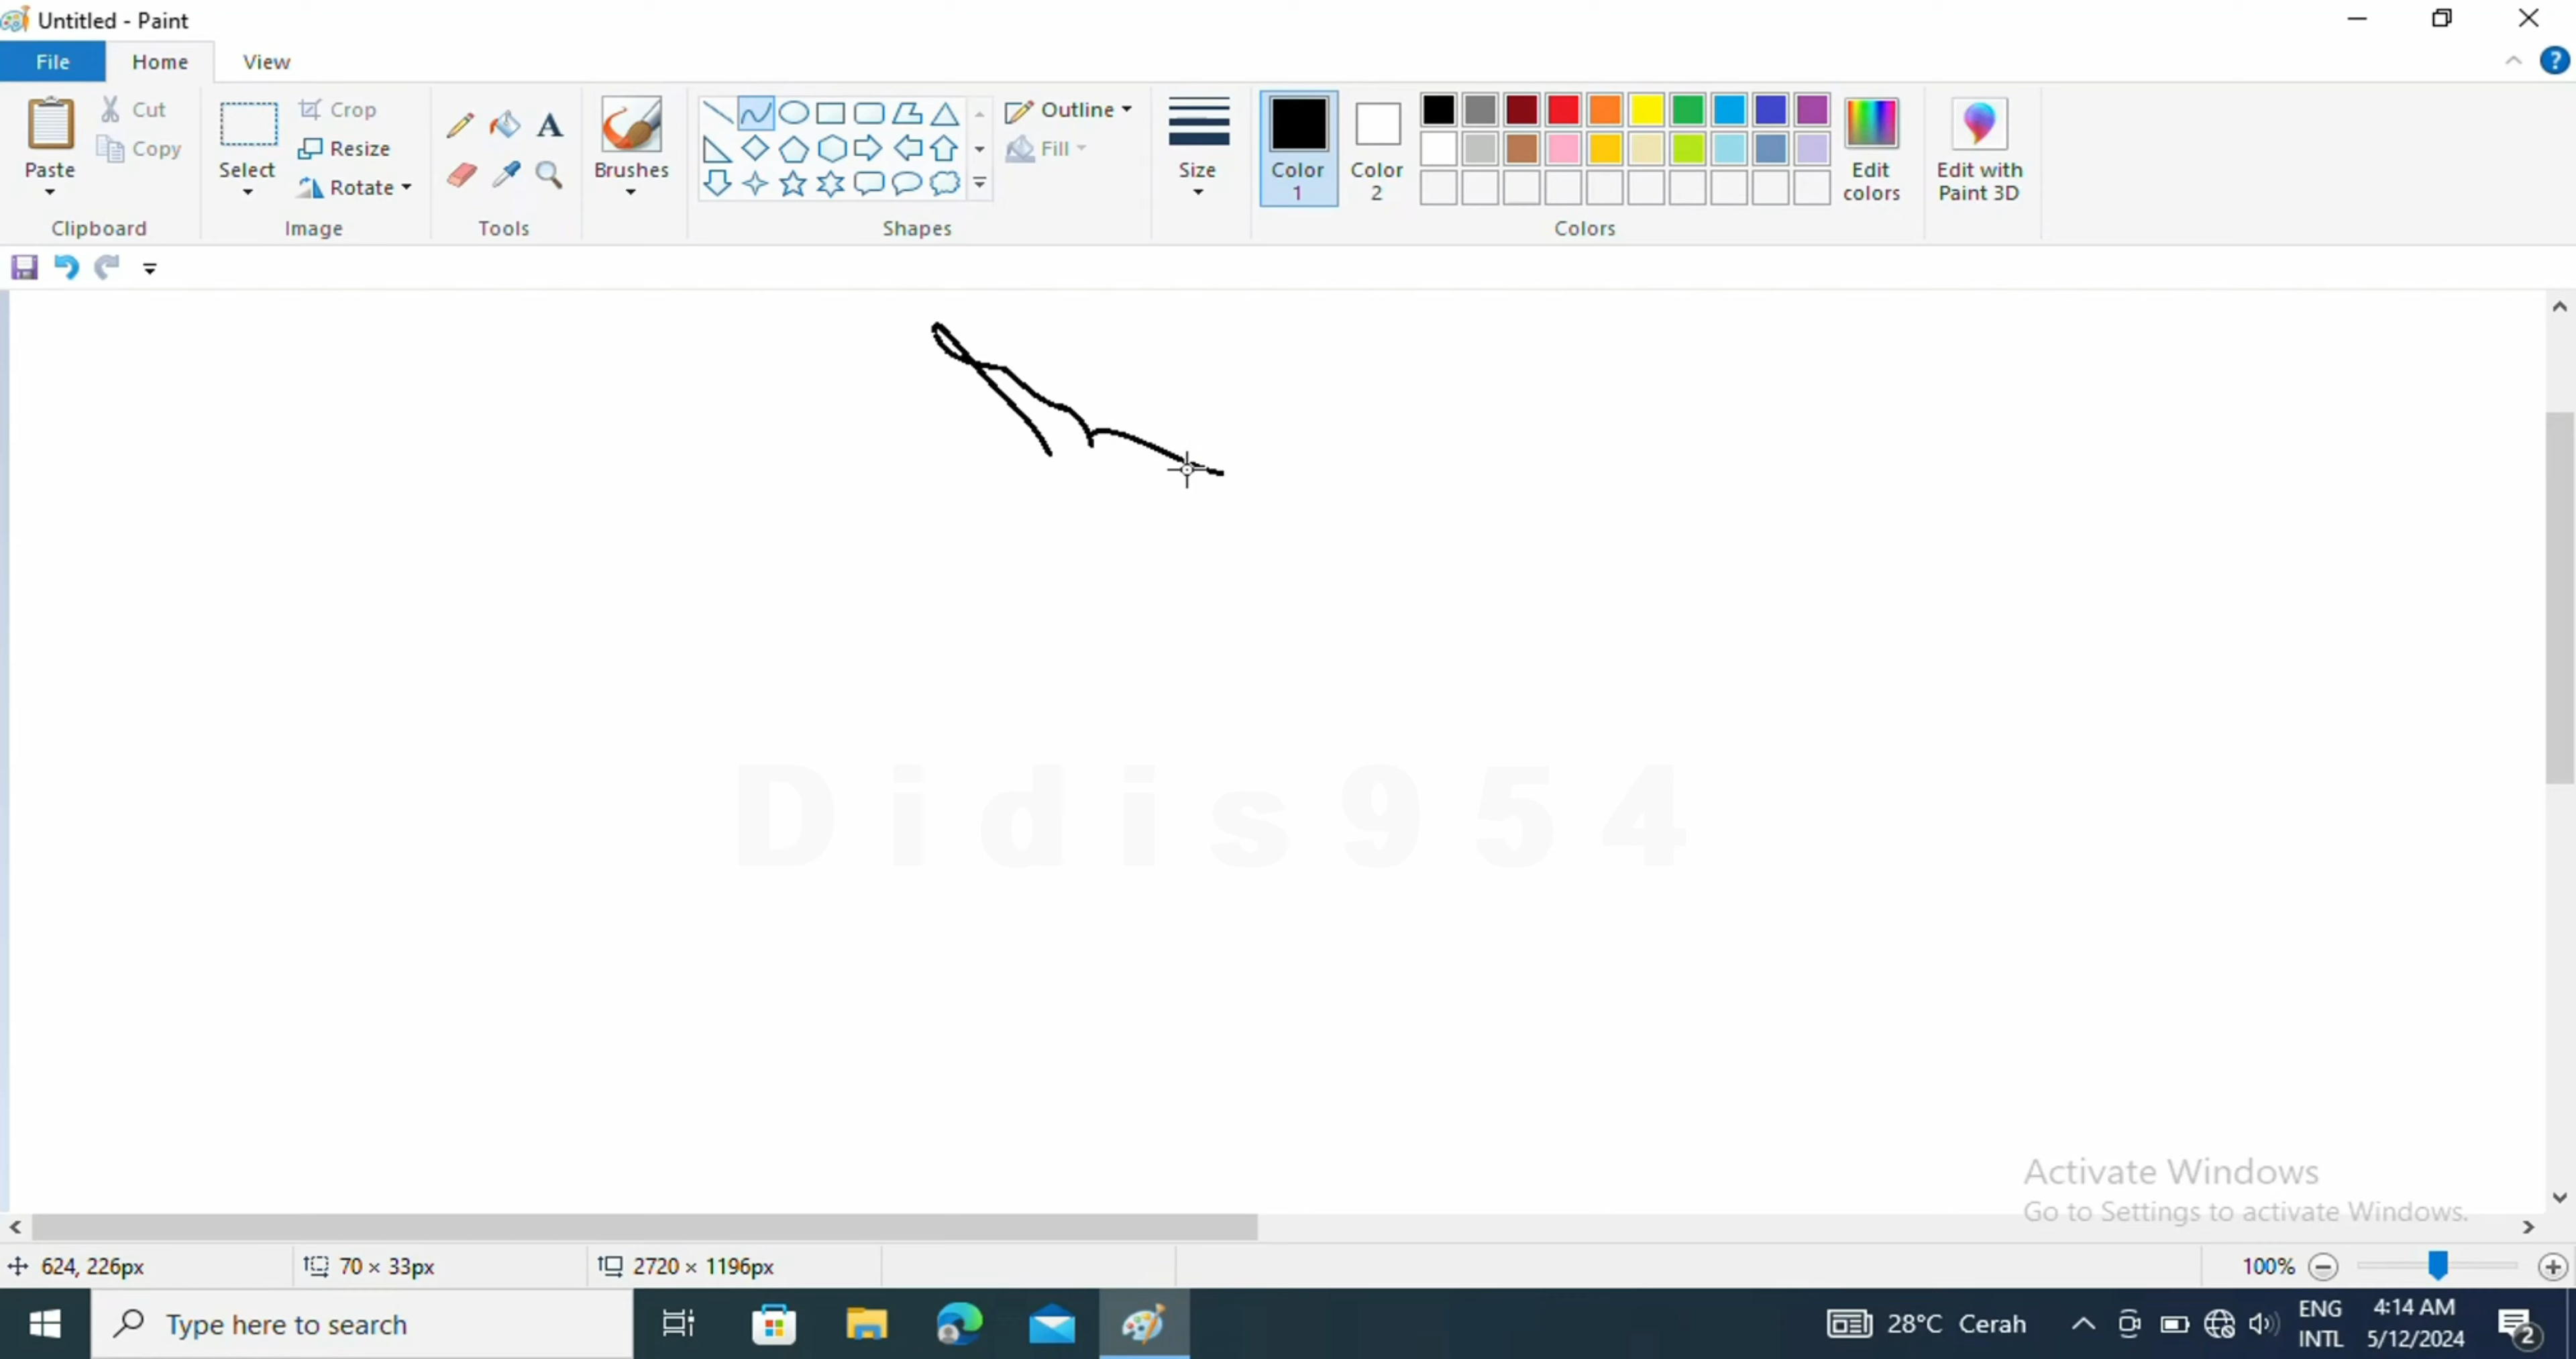 Untitled - Paint
File Home View
Paste Cut Copy Select Crop Resize Rotate Brushes Outline Fill Size Color 1 Color 2 Edit colors Edit with Paint 3D
Clipboard Image Tools Shapes Colors
Didis954
Activate Windows
Go to Settings to activate Windows.
624, 226px 70 × 33px 2720 × 1196px 100%
Type here to search 28°C Cerah ENG INTL 4:14 AM 5/12/2024 2